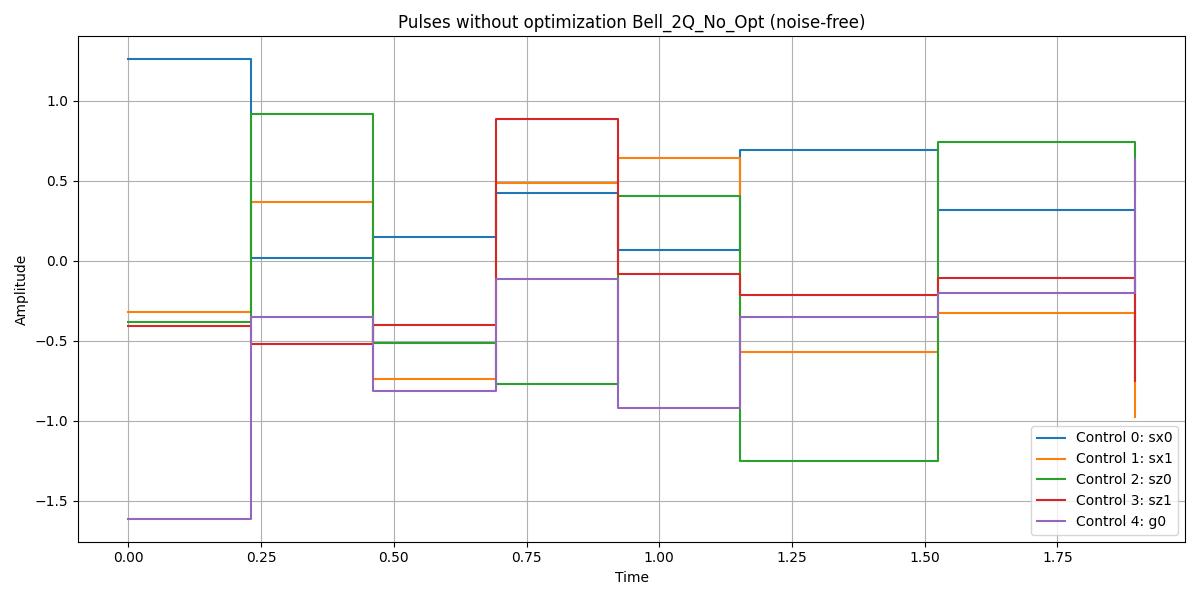 Pulses without optimization Bell_2Q_No_Opt (noise-free)
Amplitude
1.0
0.5
0.0
−0.5
−1.0
−1.5
0.00 0.25 0.50 0.75 1.00 1.25 1.50 1.75
Time
Control 0: sx0
Control 1: sx1
Control 2: sz0
Control 3: sz1
Control 4: g0